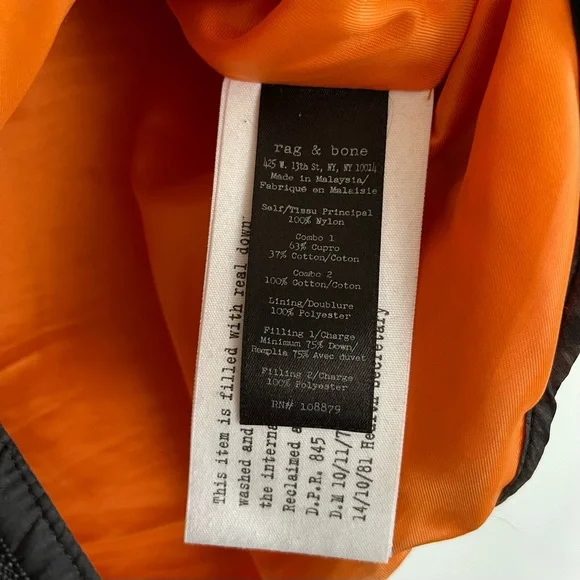 rag & bone
425 W. 13th St, NY, NY 10014
Made in Malaysia/
Fabriqué en Malaisie
Self/Tissu Principal
100% Nylon
Combo 1
63% Cupro
37% Cotton/Coton
Combo 2
100% Cotton/Coton
Lining/Doublure
100% Polyester
Filling 1/Charge
Minimum 75% Down/
Remplia 75% Avec duvet
Filling 2/Charge
100% Polyester
RN# 108879
This item is filled with real down
washed and
the interna
Reclaimed a
D.P.R. 845
D.M 10/11/7
14/10/81 Health Secretary